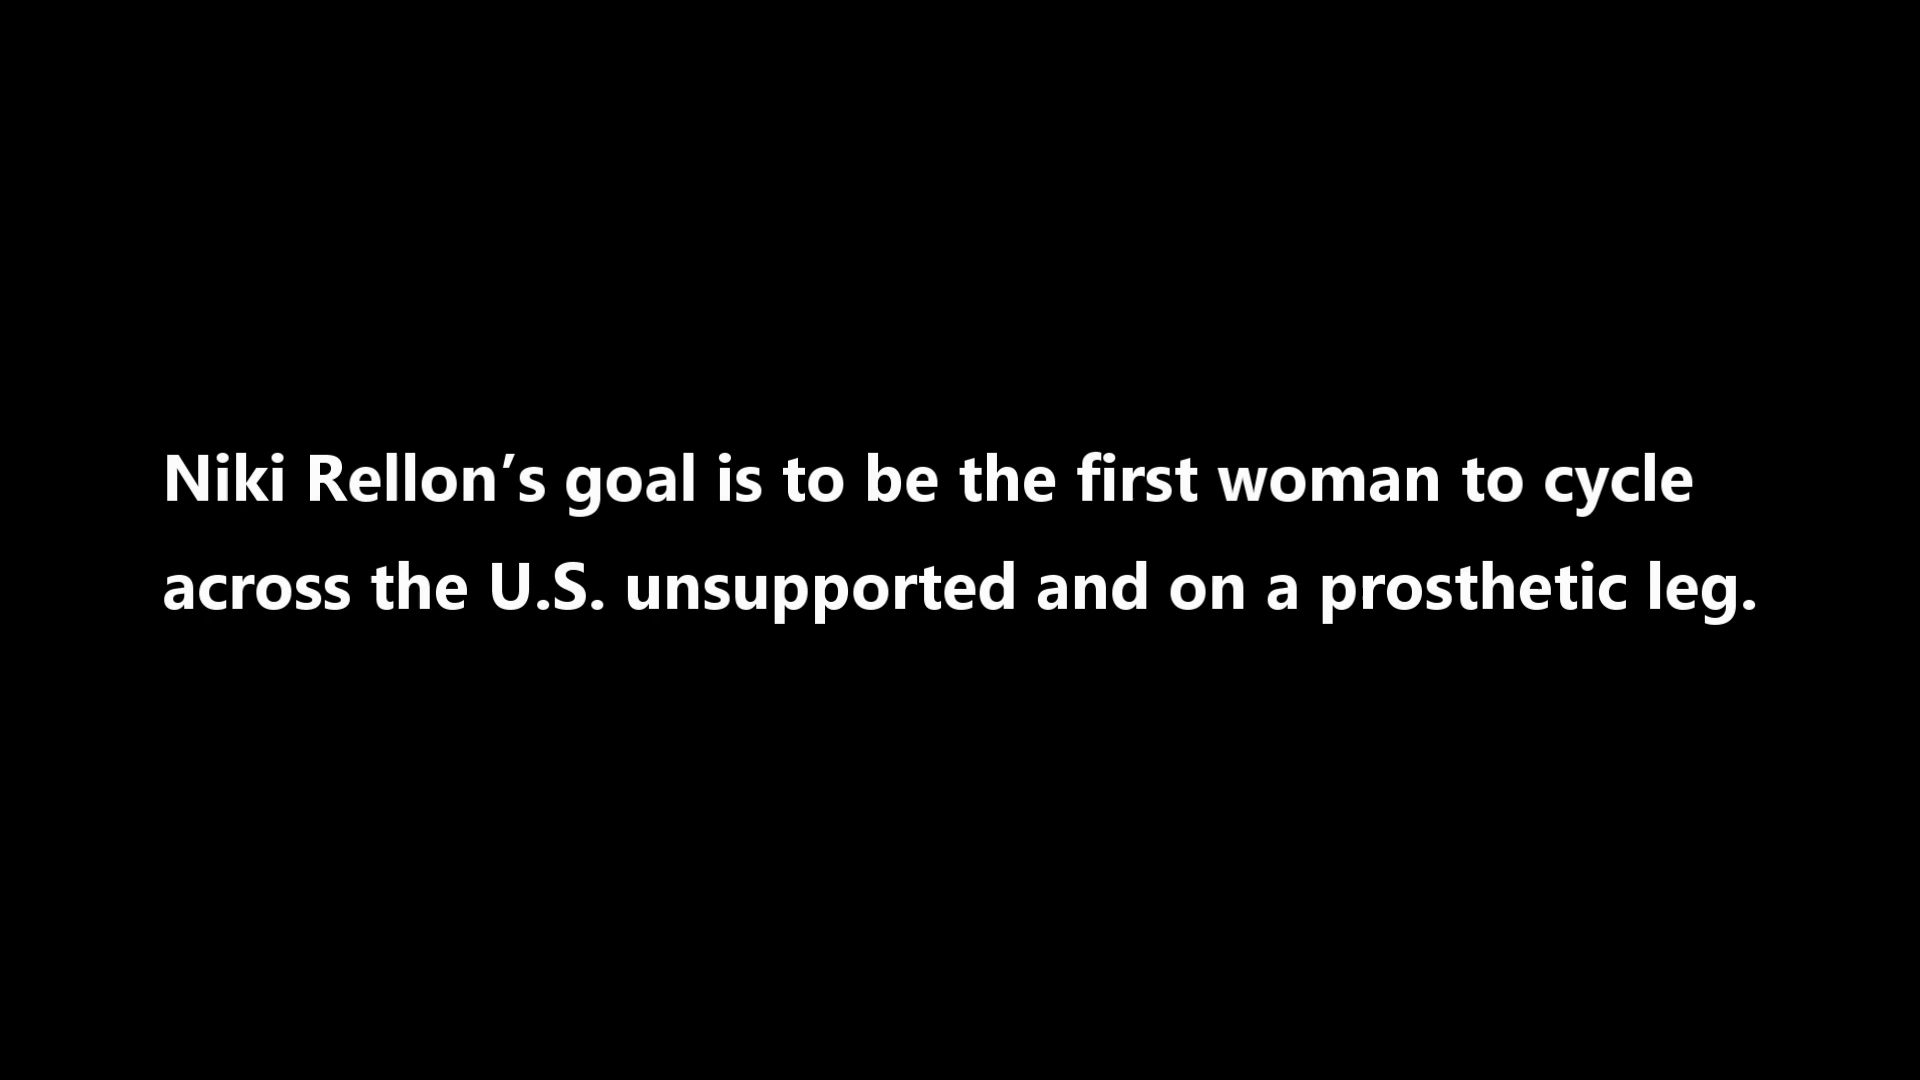 Niki Rellon’s goal is to be the first woman to cycle
across the U.S. unsupported and on a prosthetic leg.